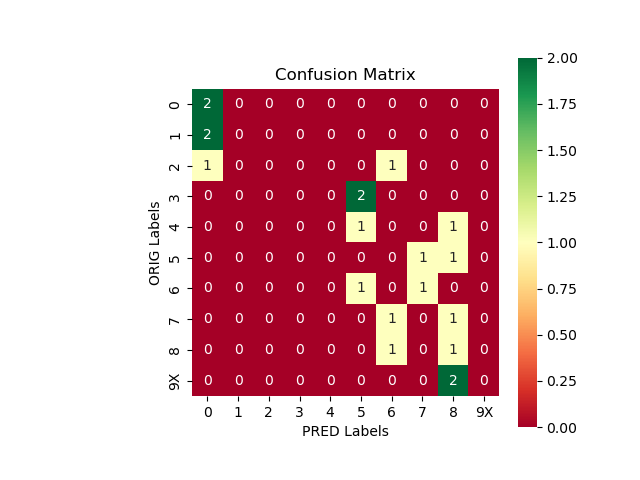 Confusion Matrix
ORIG Labels
0 2 0 0 0 0 0 0 0 0 0
1 2 0 0 0 0 0 0 0 0 0
2 1 0 0 0 0 0 1 0 0 0
3 0 0 0 0 0 2 0 0 0 0
4 0 0 0 0 0 1 0 0 1 0
5 0 0 0 0 0 0 0 1 1 0
6 0 0 0 0 0 1 0 1 0 0
7 0 0 0 0 0 0 1 0 1 0
8 0 0 0 0 0 0 1 0 1 0
9X 0 0 0 0 0 0 0 0 2 0
0 1 2 3 4 5 6 7 8 9X
PRED Labels
2.00
1.75
1.50
1.25
1.00
0.75
0.50
0.25
0.00